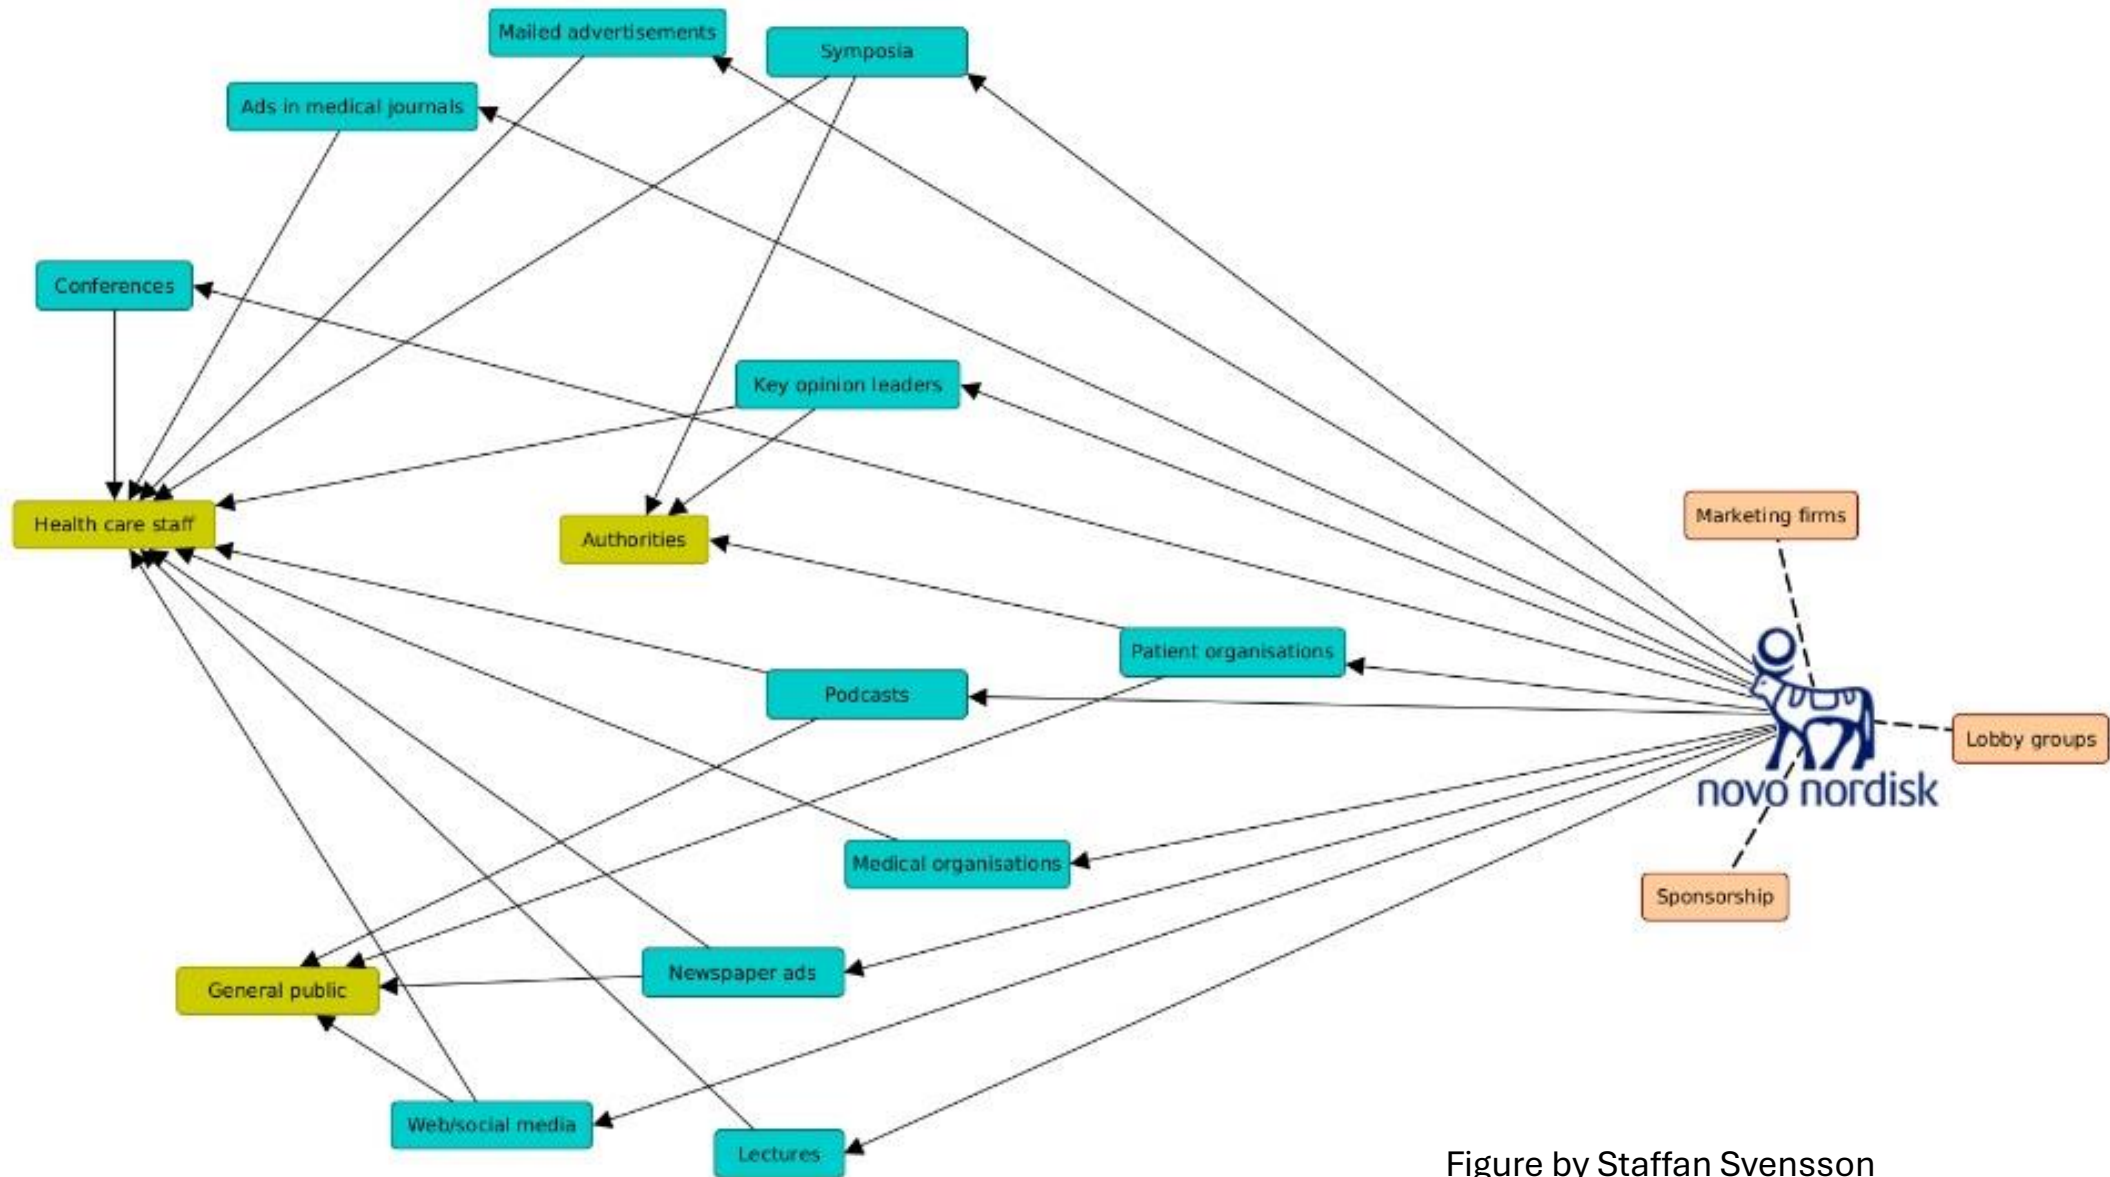 Mailed advertisements
Symposia
Ads in medical journals
Conferences
Key opinion leaders
Marketing firms
Health care staff
Authorities
Patient organisations
Podcasts
Lobby groups
novo nordisk
Medical organisations
Sponsorship
Newspaper ads
General public
Web/social media
Lectures
Figure by Staffan Svensson